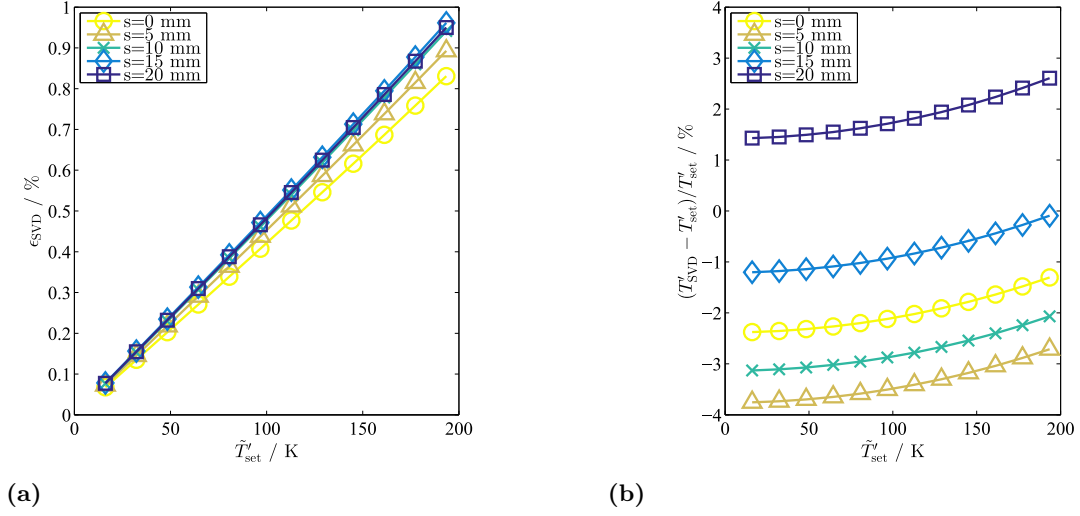 s=0 mm
s=5 mm
s=10 mm
s=15 mm
s=20 mm
1
0.9
0.8
0.7
0.6
0.5
0.4
0.3
0.2
0.1
0
ϵSVD / %
0 50 100 150 200
T̃′set / K
(a)
s=0 mm
s=5 mm
s=10 mm
s=15 mm
s=20 mm
4
3
2
1
0
−1
−2
−3
−4
(T′SVD − T′set)/T′set / %
0 50 100 150 200
T̃′set / K
(b)